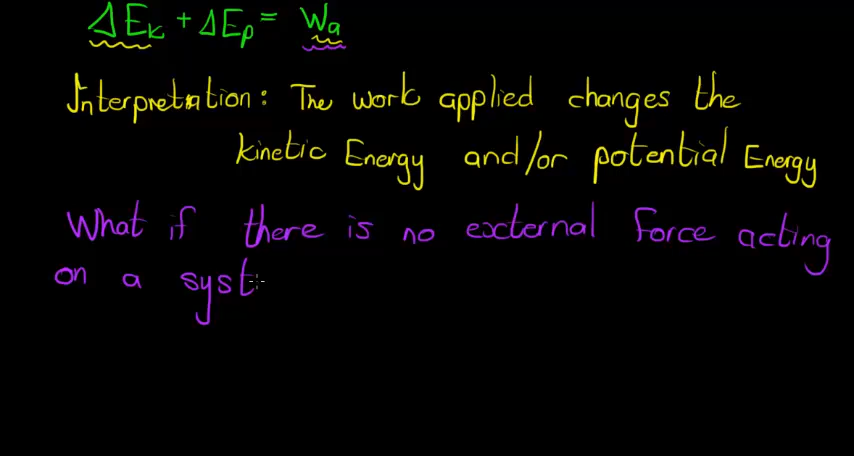 ΔEk + ΔEp = Wa
Interpretation: The work applied changes the
kinetic Energy and/or potential Energy
What if there is no external force acting
on a syst